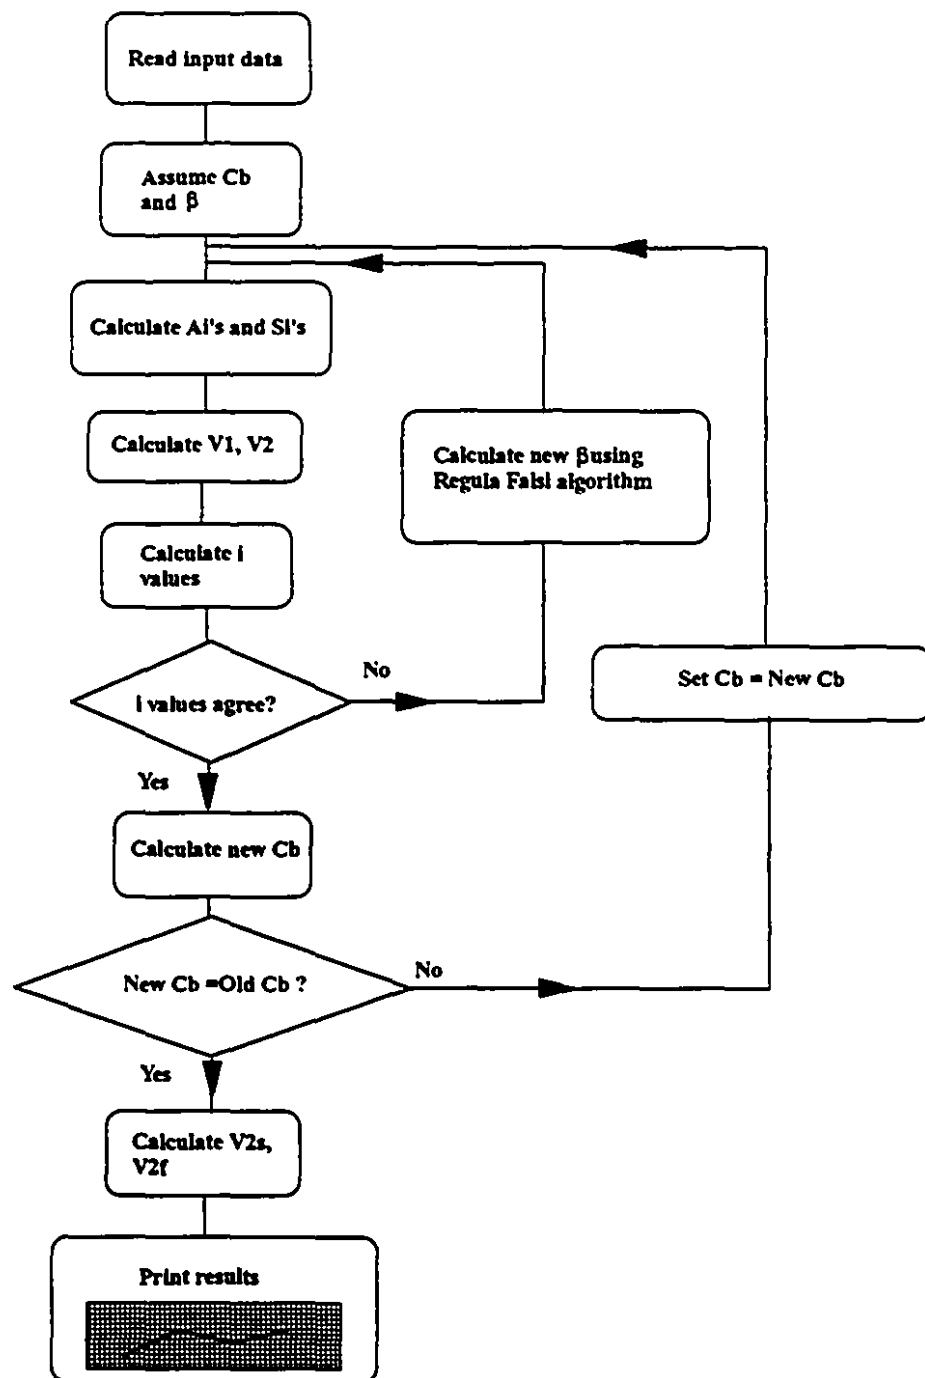 Read input data
Assume Cb
and β
Calculate Ai's and Si's
Calculate V1, V2
Calculate new βusing
Regula Falsi algorithm
Calculate i
values
No
i values agree?
Set Cb = New Cb
Yes
Calculate new Cb
New Cb =Old Cb ?
No
Yes
Calculate V2s,
V2f
Print results